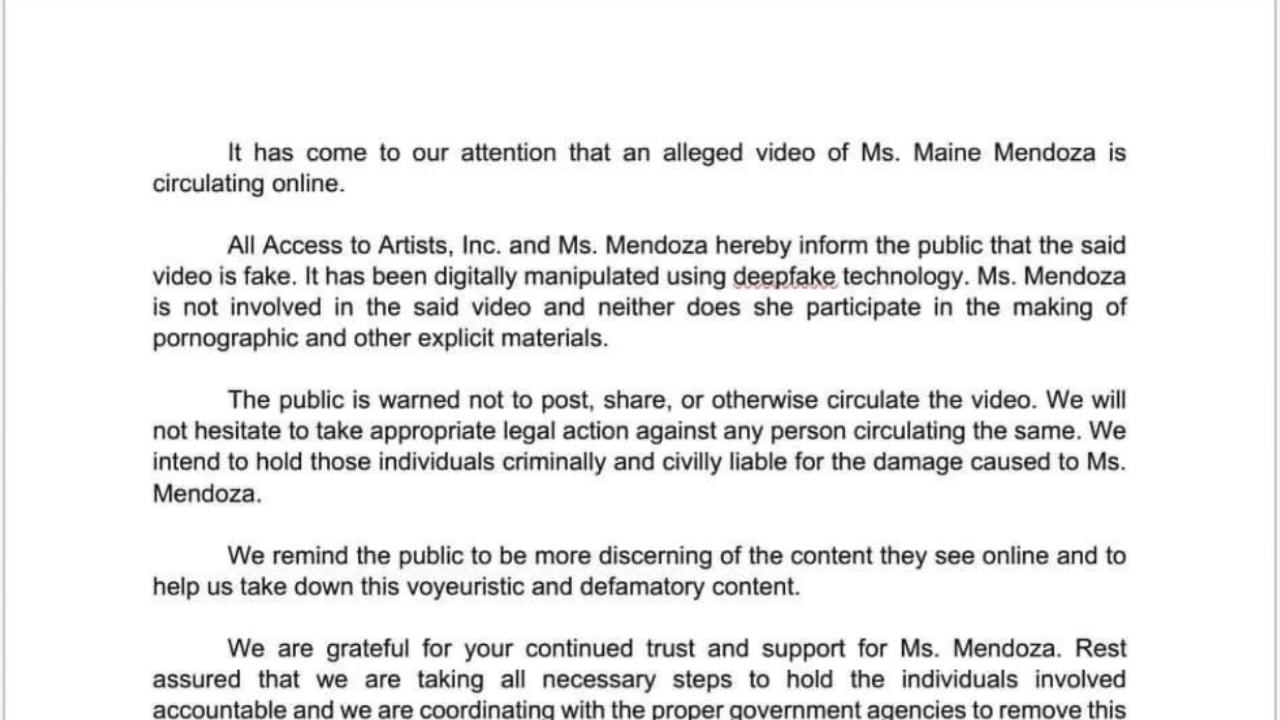 It has come to our attention that an alleged video of Ms. Maine Mendoza is
circulating online.
All Access to Artists, Inc. and Ms. Mendoza hereby inform the public that the said
video is fake. It has been digitally manipulated using deepfake technology. Ms. Mendoza
is not involved in the said video and neither does she participate in the making of
pornographic and other explicit materials.
The public is warned not to post, share, or otherwise circulate the video. We will
not hesitate to take appropriate legal action against any person circulating the same. We
intend to hold those individuals criminally and civilly liable for the damage caused to Ms.
Mendoza.
We remind the public to be more discerning of the content they see online and to
help us take down this voyeuristic and defamatory content.
We are grateful for your continued trust and support for Ms. Mendoza. Rest
assured that we are taking all necessary steps to hold the individuals involved
accountable and we are coordinating with the proper government agencies to remove this